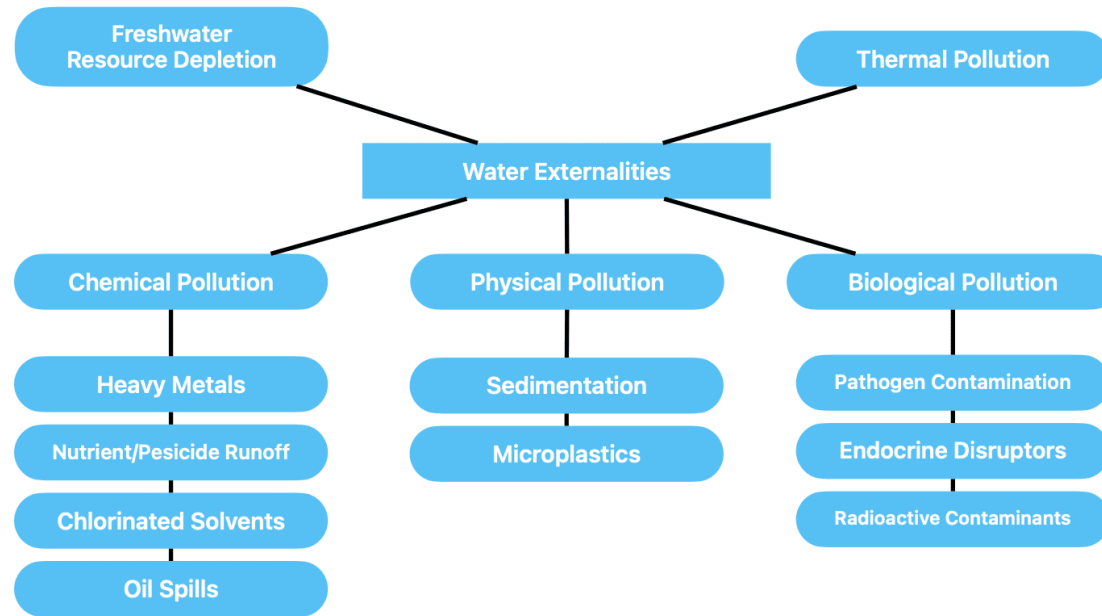 Freshwater
Resource Depletion
Thermal Pollution
Water Externalities
Chemical Pollution
Physical Pollution
Biological Pollution
Heavy Metals
Sedimentation
Pathogen Contamination
Nutrient/Pesicide Runoff
Microplastics
Endocrine Disruptors
Chlorinated Solvents
Radioactive Contaminants
Oil Spills